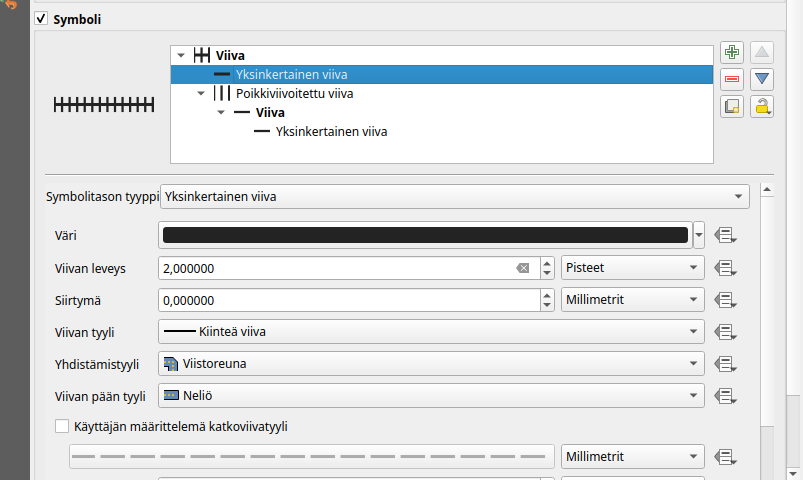 Symboli
Viiva
Yksinkertainen viiva
Poikkiviivoitettu viiva
Viiva
Yksinkertainen viiva
Symbolitason tyyppi Yksinkertainen viiva
Väri
Viivan leveys 2,000000 Pisteet
Siirtymä 0,000000 Millimetrit
Viivan tyyli Kiinteä viiva
Yhdistämistyyli Viistoreuna
Viivan pään tyyli Neliö
Käyttäjän määrittelemä katkoviivatyyli
Millimetrit